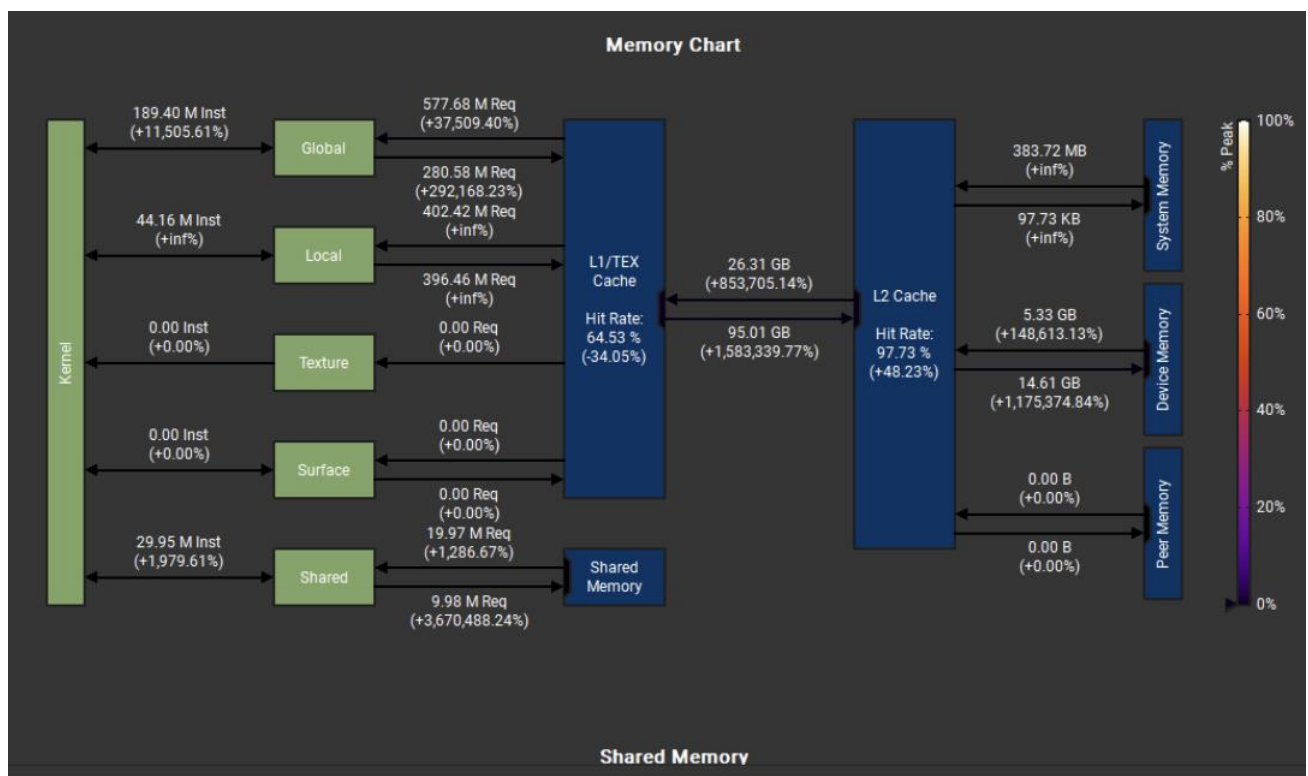 Memory Chart
Kernel
189.40 M Inst
(+11,505.61%)
Global
577.68 M Req
(+37,509.40%)
280.58 M Req
(+292,168.23%)
44.16 M Inst
(+inf%)
Local
402.42 M Req
(+inf%)
396.46 M Req
(+inf%)
0.00 Inst
(+0.00%)
Texture
0.00 Req
(+0.00%)
0.00 Inst
(+0.00%)
Surface
0.00 Req
(+0.00%)
0.00 Req
(+0.00%)
29.95 M Inst
(+1,979.61%)
Shared
19.97 M Req
(+1,286.67%)
9.98 M Req
(+3,670,488.24%)
L1/TEX
Cache
Hit Rate:
64.53 %
(-34.05%)
Shared
Memory
26.31 GB
(+853,705.14%)
95.01 GB
(+1,583,339.77%)
L2 Cache
Hit Rate:
97.73 %
(+48.23%)
383.72 MB
(+inf%)
97.73 KB
(+inf%)
System Memory
5.33 GB
(+148,613.13%)
14.61 GB
(+1,175,374.84%)
Device Memory
0.00 B
(+0.00%)
0.00 B
(+0.00%)
Peer Memory
% Peak
100%
80%
60%
40%
20%
0%
Shared Memory